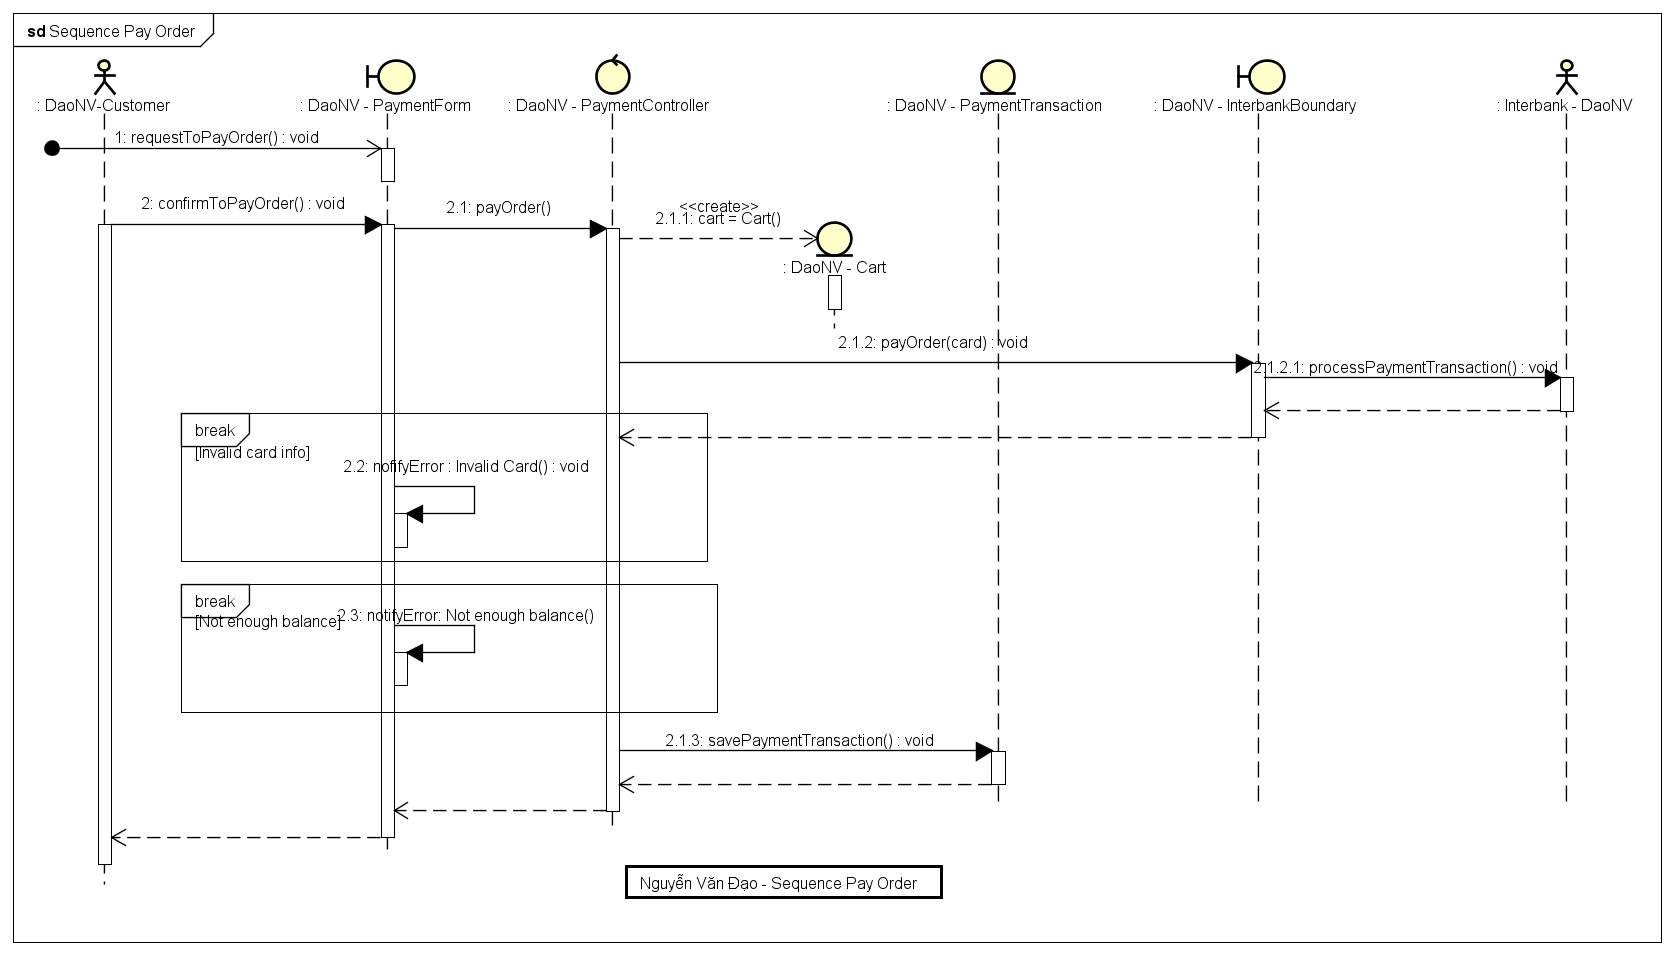 sd Sequence Pay Order
: DaoNV-Customer
: DaoNV - PaymentForm
: DaoNV - PaymentController
: DaoNV - PaymentTransaction
: DaoNV - InterbankBoundary
: Interbank - DaoNV
1: requestToPayOrder() : void
2: confirmToPayOrder() : void
2.1: payOrder()
<<create>>
2.1.1: cart = Cart()
: DaoNV - Cart
2.1.2: payOrder(card) : void
2.1.2.1: processPaymentTransaction() : void
break
[Invalid card info]
2.2: notifyError : Invalid Card() : void
break
[Not enough balance]
2.3: notifyError: Not enough balance()
2.1.3: savePaymentTransaction() : void
Nguyễn Văn Đạo - Sequence Pay Order